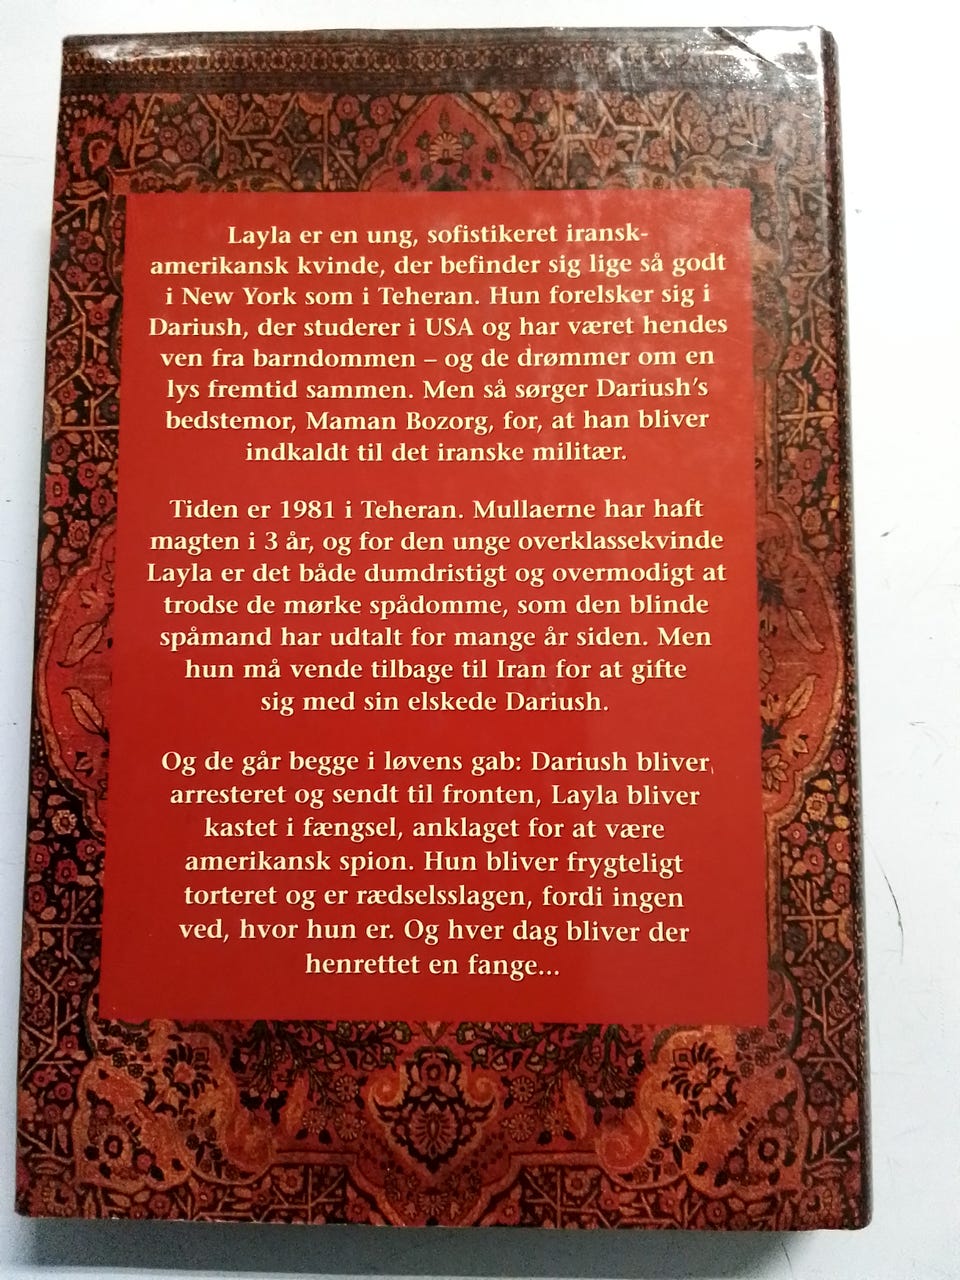 Layla er en ung, sofistikeret iransk-
amerikansk kvinde, der befinder sig lige så godt
i New York som i Teheran. Hun forelsker sig i
Dariush, der studerer i USA og har været hendes
ven fra barndommen – og de drømmer om en
lys fremtid sammen. Men så sørger Dariush’s
bedstemor, Maman Bozorg, for, at han bliver
indkaldt til det iranske militær.
Tiden er 1981 i Teheran. Mullaerne har haft
magten i 3 år, og for den unge overklassekvinde
Layla er det både dumdristigt og overmodigt at
trodse de mørke spådomme, som den blinde
spåmand har udtalt for mange år siden. Men
hun må vende tilbage til Iran for at gifte
sig med sin elskede Dariush.
Og de går begge i løvens gab: Dariush bliver
arresteret og sendt til fronten, Layla bliver
kastet i fængsel, anklaget for at være
amerikansk spion. Hun bliver frygteligt
torteret og er rædselsslagen, fordi ingen
ved, hvor hun er. Og hver dag bliver der
henrettet en fange...